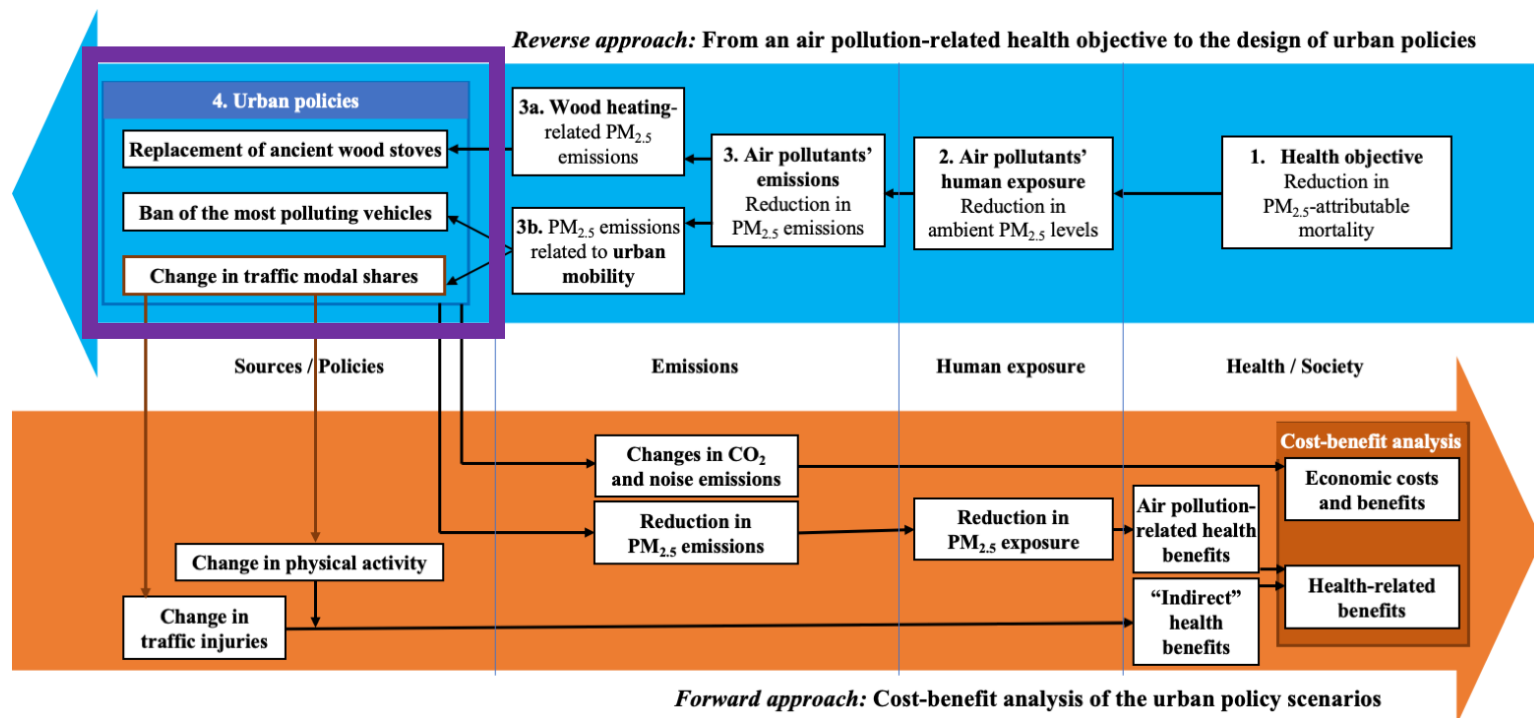 Reverse approach: From an air pollution-related health objective to the design of urban policies
4. Urban policies
Replacement of ancient wood stoves
Ban of the most polluting vehicles
Change in traffic modal shares
3a. Wood heating-
related PM2.5
emissions
3b. PM2.5 emissions
related to urban
mobility
3. Air pollutants’
emissions
Reduction in
PM2.5 emissions
2. Air pollutants’
human exposure
Reduction in
ambient PM2.5 levels
1. Health objective
Reduction in
PM2.5-attributable
mortality
Sources / Policies
Emissions
Human exposure
Health / Society
Changes in CO2
and noise emissions
Reduction in
PM2.5 emissions
Change in physical activity
Change in
traffic injuries
Reduction in
PM2.5 exposure
Air pollution-
related health
benefits
“Indirect”
health
benefits
Cost-benefit analysis
Economic costs
and benefits
Health-related
benefits
Forward approach: Cost-benefit analysis of the urban policy scenarios